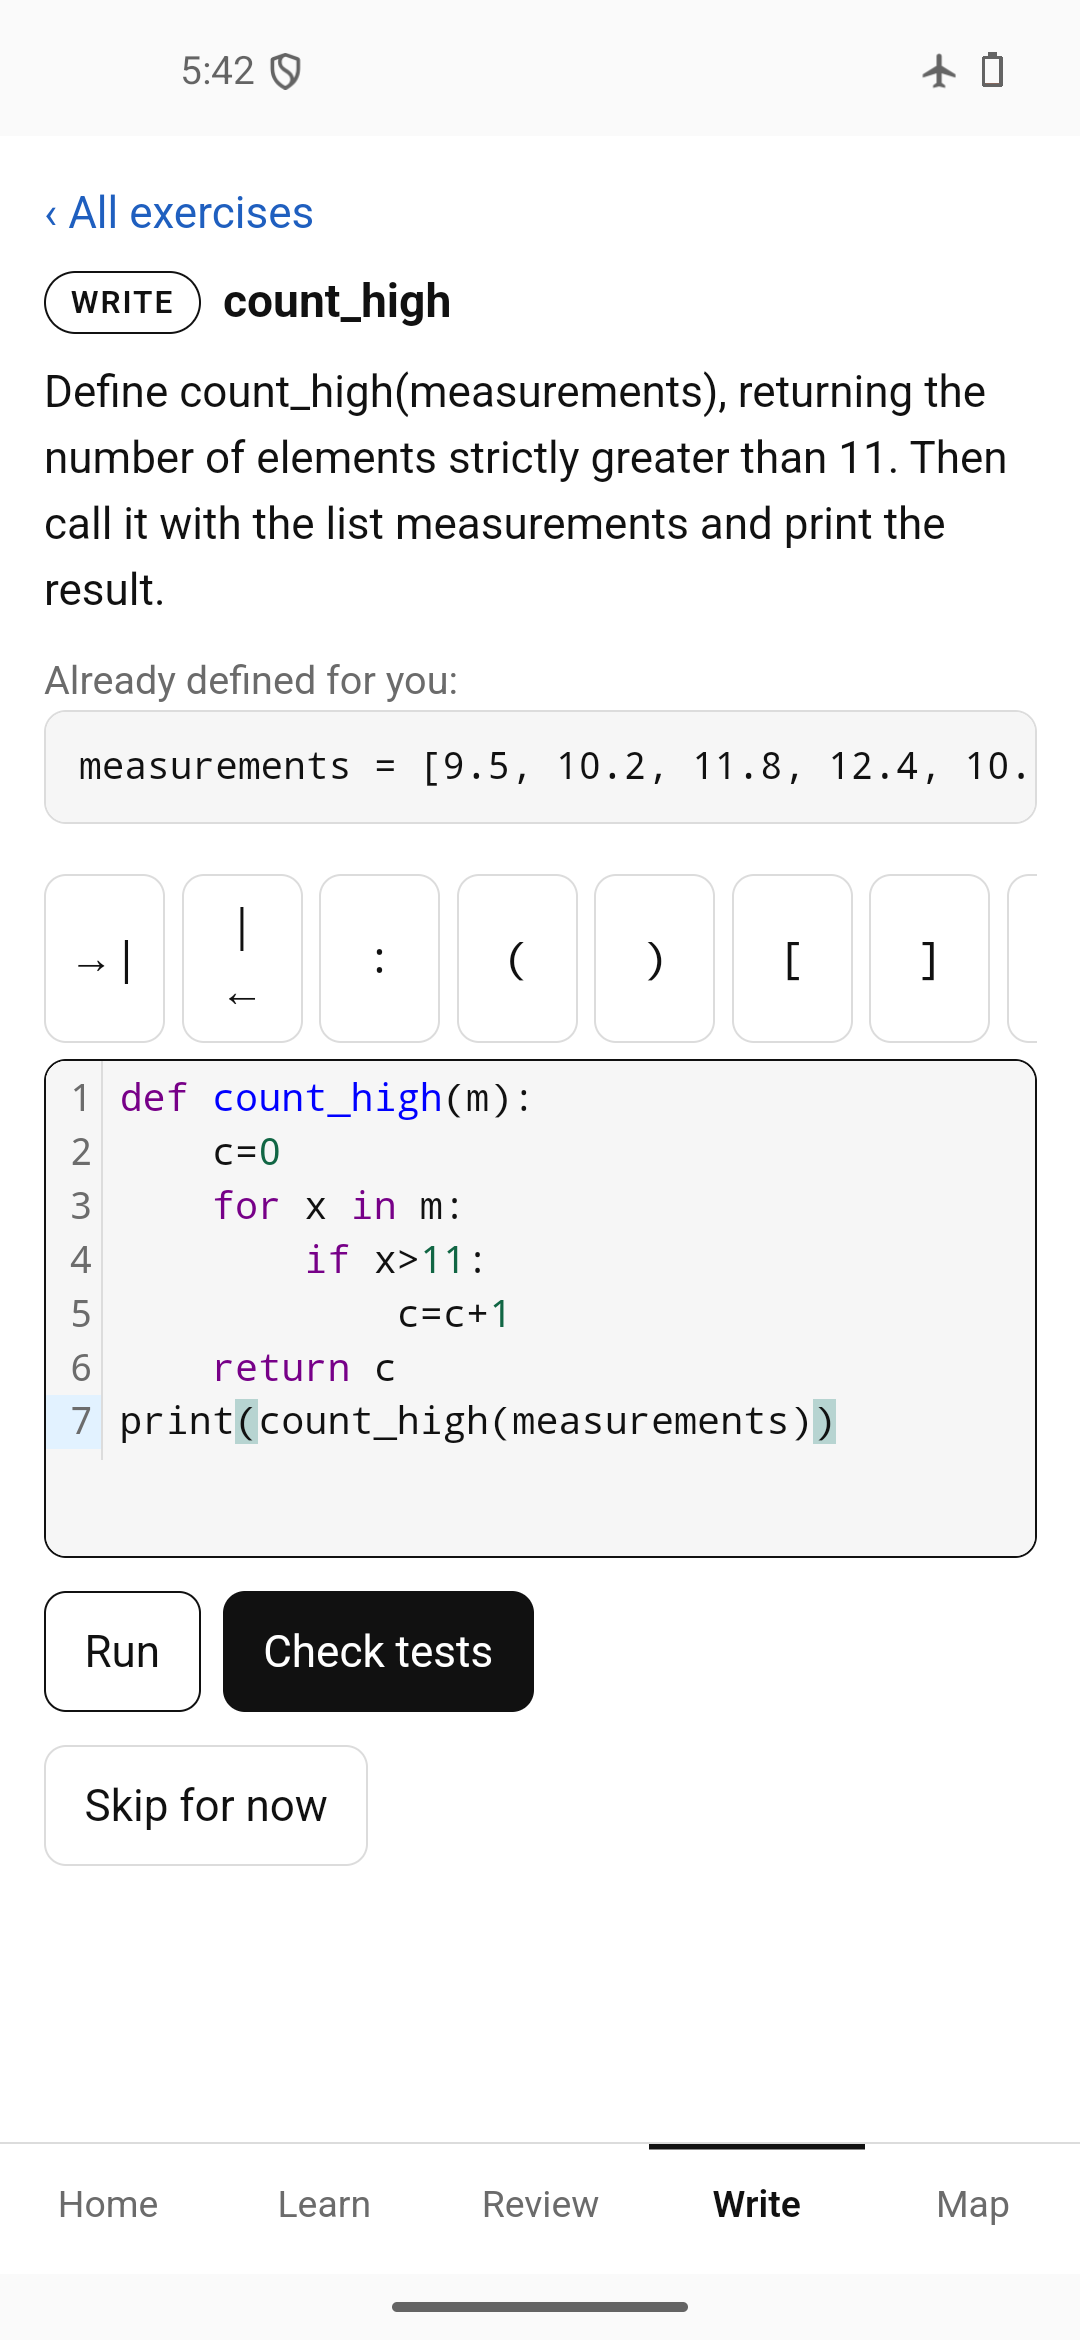 5:42
‹ All exercises
WRITE count_high
Define count_high(measurements), returning the
number of elements strictly greater than 11. Then
call it with the list measurements and print the
result.
Already defined for you:
measurements = [9.5, 10.2, 11.8, 12.4, 10.
→| |← : ( ) [ ]
1 def count_high(m):
2     c=0
3     for x in m:
4         if x>11:
5             c=c+1
6     return c
7 print(count_high(measurements))
Run Check tests
Skip for now
Home Learn Review Write Map